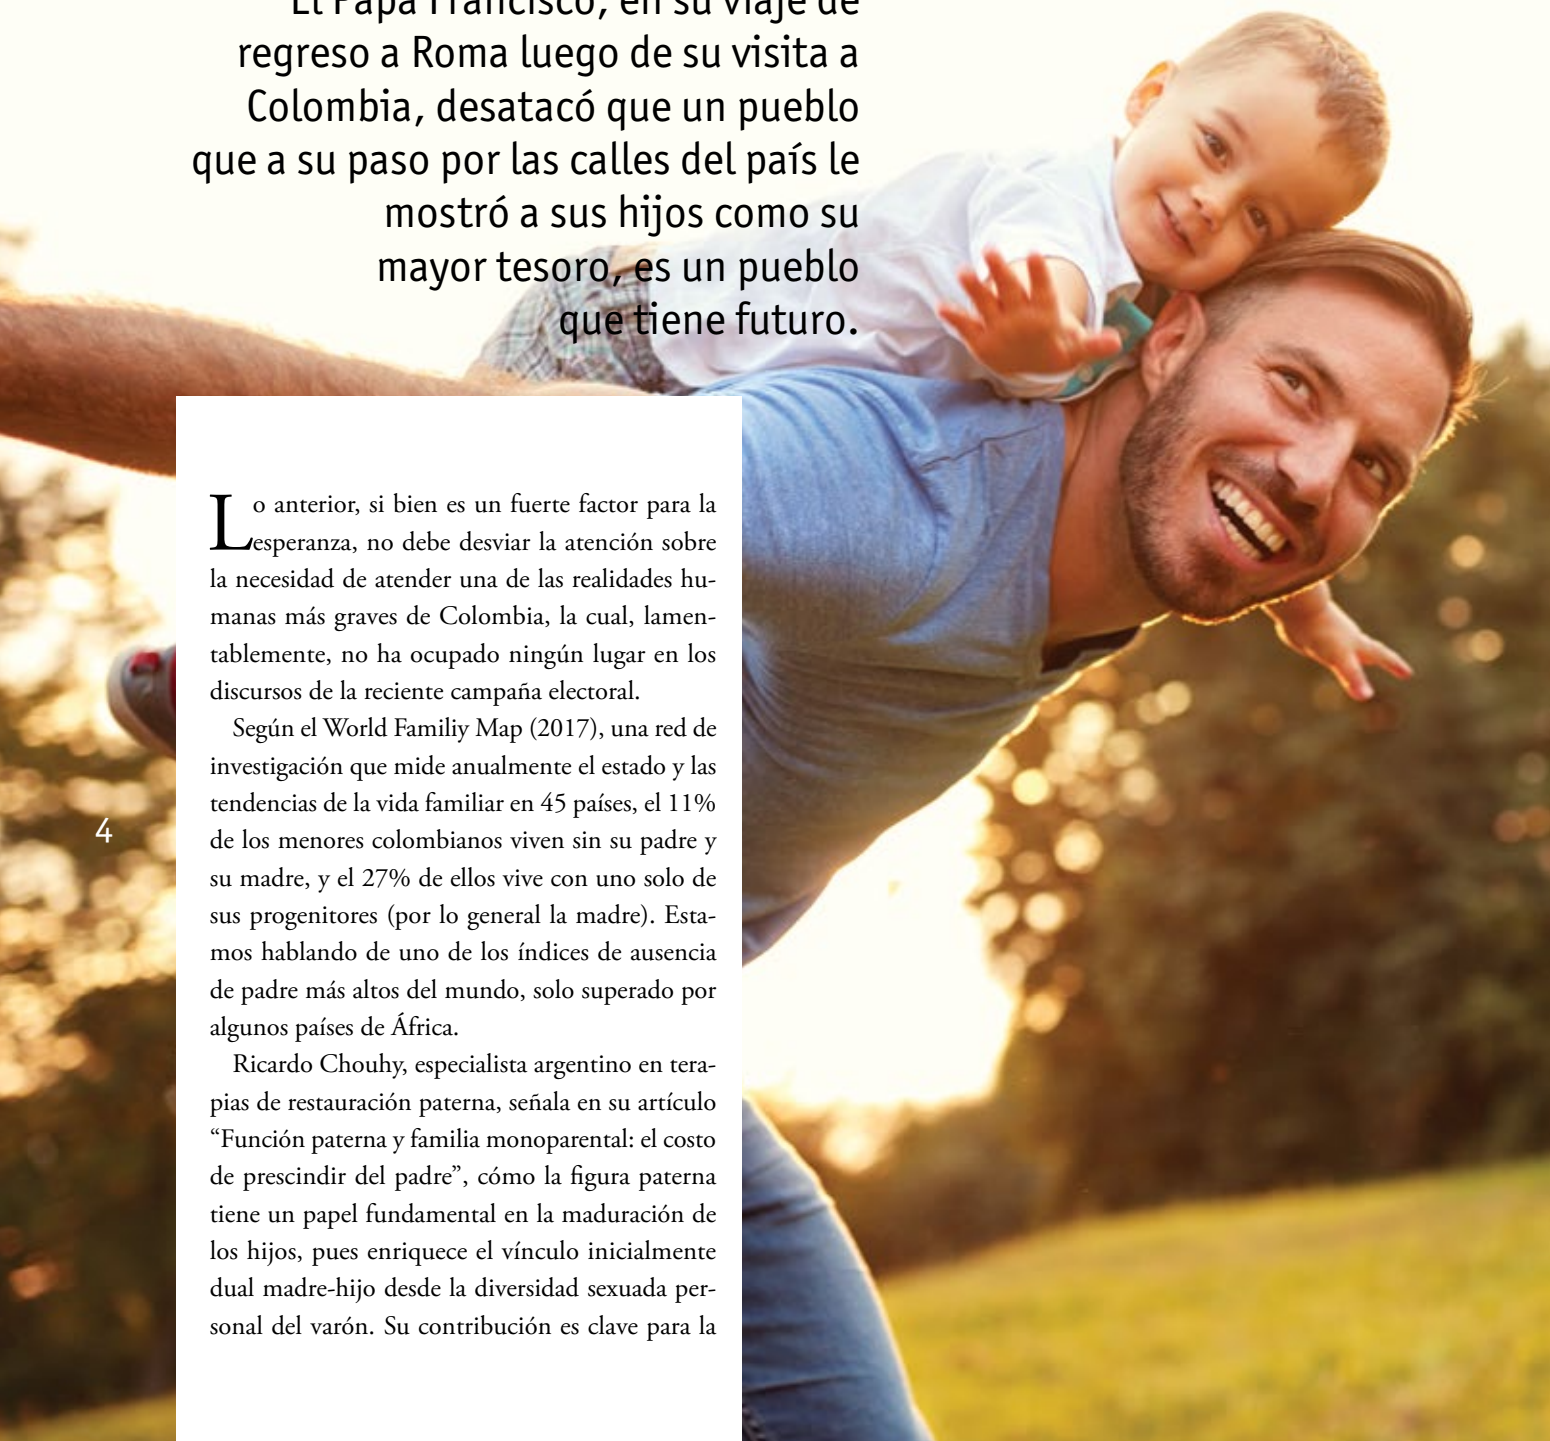 El Papa Francisco, en su viaje de
regreso a Roma luego de su visita a
Colombia, desatacó que un pueblo
que a su paso por las calles del país le
mostró a sus hijos como su
mayor tesoro, es un pueblo
que tiene futuro.
Lo anterior, si bien es un fuerte factor para la
esperanza, no debe desviar la atención sobre
la necesidad de atender una de las realidades hu-
manas más graves de Colombia, la cual, lamen-
tablemente, no ha ocupado ningún lugar en los
discursos de la reciente campaña electoral.
Según el World Familiy Map (2017), una red de
investigación que mide anualmente el estado y las
tendencias de la vida familiar en 45 países, el 11%
de los menores colombianos viven sin su padre y
su madre, y el 27% de ellos vive con uno solo de
sus progenitores (por lo general la madre). Esta-
mos hablando de uno de los índices de ausencia
de padre más altos del mundo, solo superado por
algunos países de África.
Ricardo Chouhy, especialista argentino en tera-
pias de restauración paterna, señala en su artículo
“Función paterna y familia monoparental: el costo
de prescindir del padre”, cómo la figura paterna
tiene un papel fundamental en la maduración de
los hijos, pues enriquece el vínculo inicialmente
dual madre-hijo desde la diversidad sexuada per-
sonal del varón. Su contribución es clave para la
4